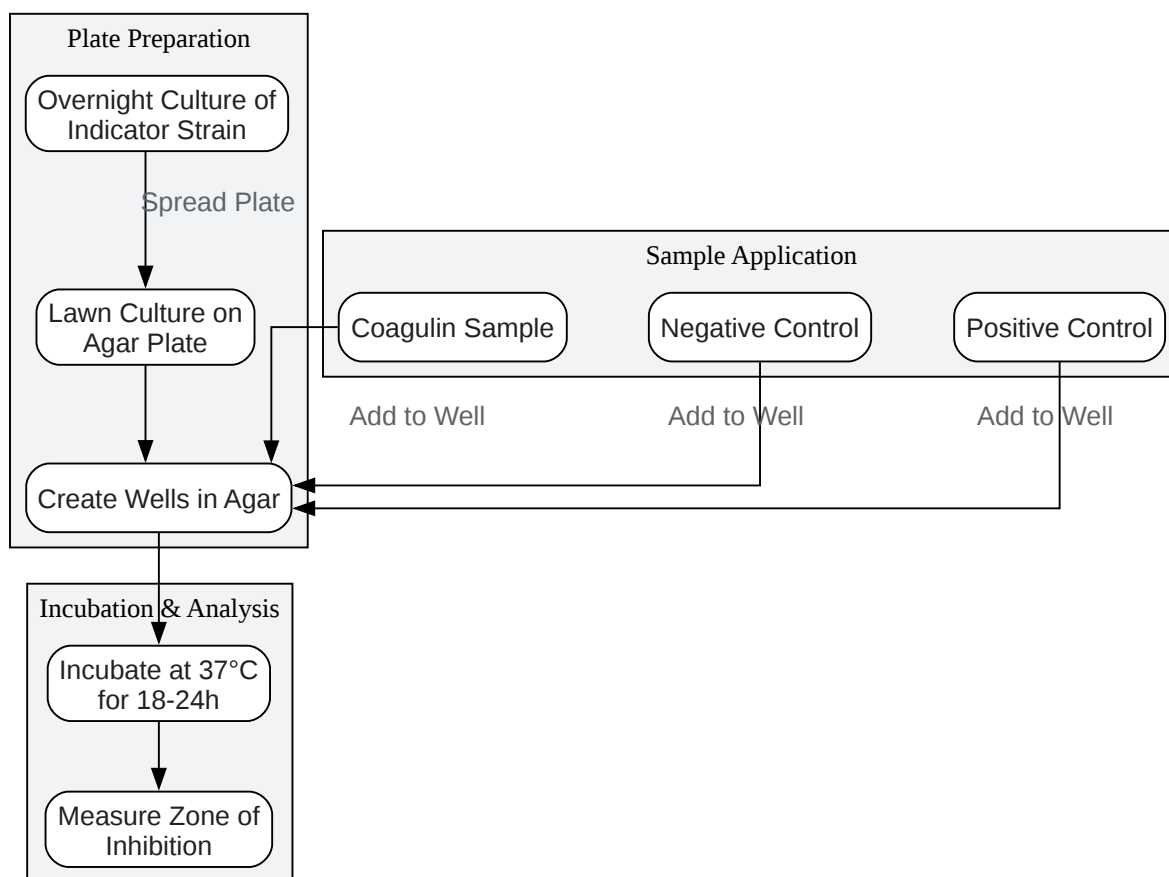 Plate Preparation
Overnight Culture of
Indicator Strain
Spread Plate
Lawn Culture on
Agar Plate
Create Wells in Agar
Sample Application
Coagulin Sample
Negative Control
Positive Control
Add to Well
Add to Well
Add to Well
Incubation & Analysis
Incubate at 37°C
for 18-24h
Measure Zone of
Inhibition